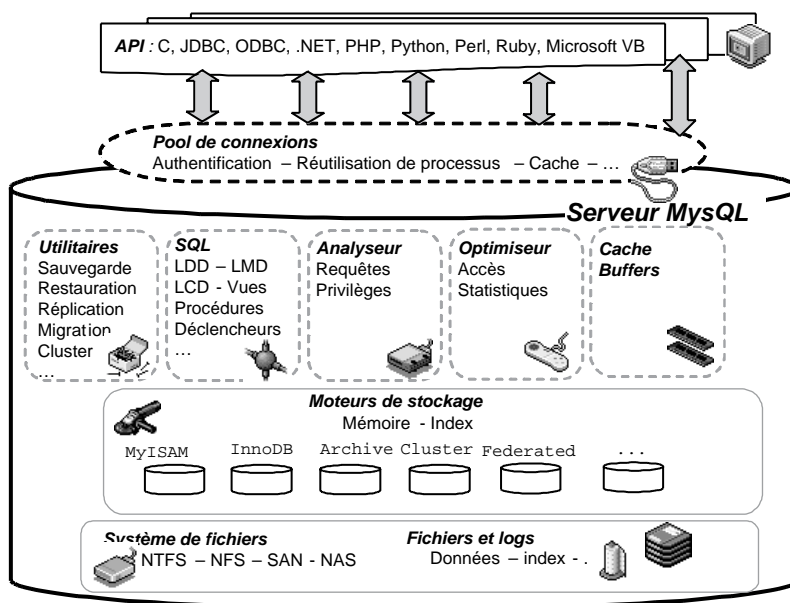 API : C, JDBC, ODBC, .NET, PHP, Python, Perl, Ruby, Microsoft VB
Pool de connexions
Authentification – Réutilisation de processus – Cache – ...
Serveur MysQL
Utilitaires
Sauvegarde
Restauration
Réplication
Migration
Cluster
...
SQL
LDD – LMD
LCD - Vues
Procédures
Déclencheurs
...
Analyseur
Requêtes
Privilèges
Optimiseur
Accès
Statistiques
Cache
Buffers
Moteurs de stockage
Mémoire - Index
MyISAM InnoDB Archive Cluster Federated ...
Système de fichiers
NTFS – NFS – SAN - NAS
Fichiers et logs
Données – index - .